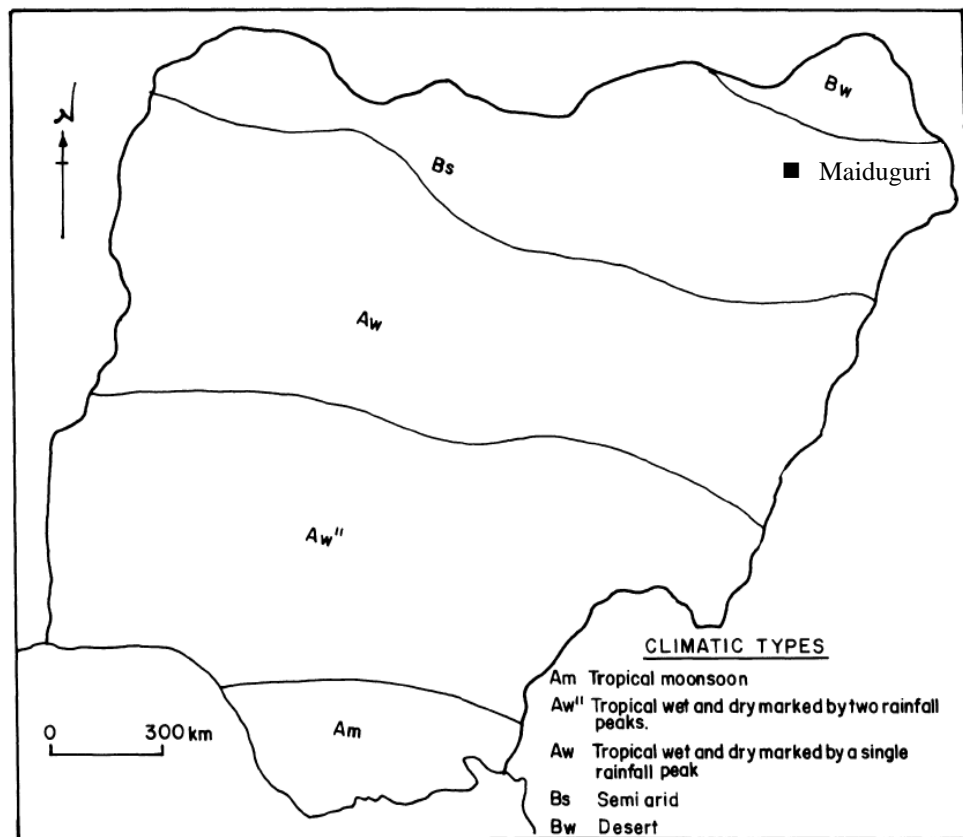 Bw
Bs
Maiduguri
Aw
Aw"
Am
0 300 km
CLIMATIC TYPES
Am Tropical moonsoon
Aw" Tropical wet and dry marked by two rainfall
peaks.
Aw Tropical wet and dry marked by a single
rainfall peak
Bs Semi arid
Bw Desert